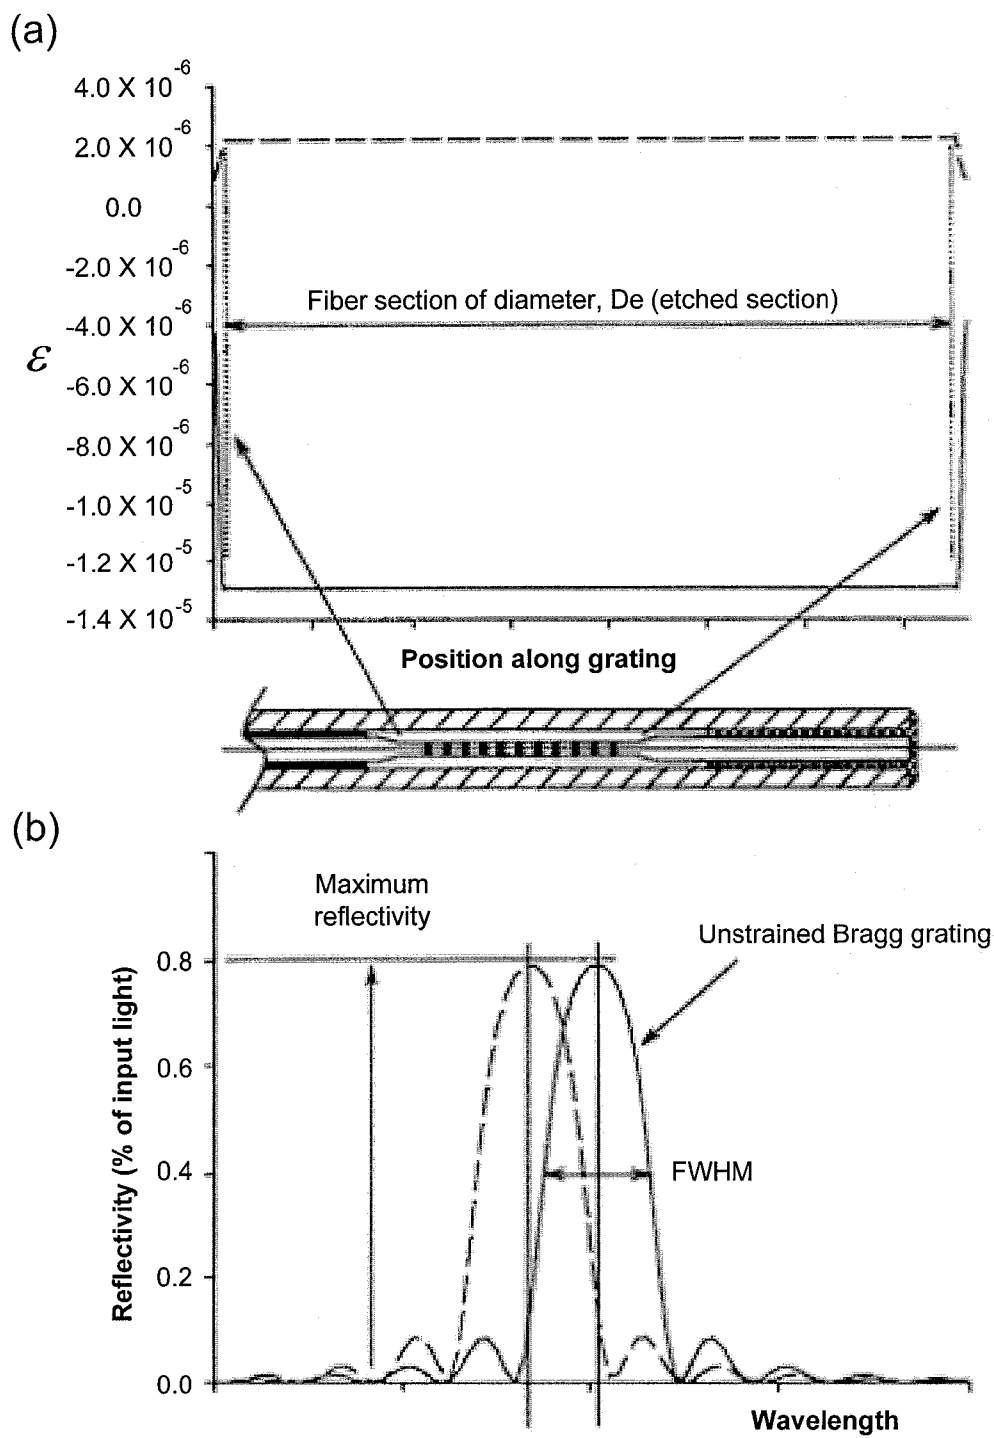 (a)
4.0 X 10-6
2.0 X 10-6
0.0
-2.0 X 10-6
Fiber section of diameter, De (etched section)
-4.0 X 10-6
ε
-6.0 X 10-6
-8.0 X 10-6
-1.0 X 10-5
-1.2 X 10-5
-1.4 X 10-5
Position along grating
(b)
Maximum
reflectivity
Unstrained Bragg grating
0.8
0.6
0.4
FWHM
0.2
0.0
Reflectivity (% of input light)
Wavelength